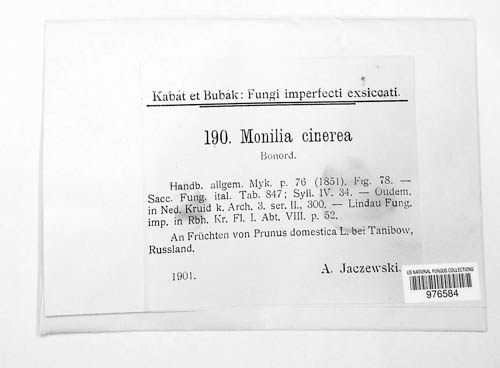 Kabát et Bubák: Fungi imperfecti exsiccati.
190. Monilia cinerea
Bonord.
Handb. allgem. Myk. p. 76 (1851). Fig. 78. —
Sacc. Fung. ital. Tab. 847; Syll. IV. 34. — Oudem.
in Ned. Kruid k. Arch. 3. ser. II., 300. — Lindau Fung.
imp. in Rbh. Kr. Fl. I. Abt. VIII. p. 52.
An Früchten von Prunus domestica L. bei Tanibow,
Russland.
1901. A. Jaczewski.
US NATIONAL FUNGUS COLLECTIONS
976584